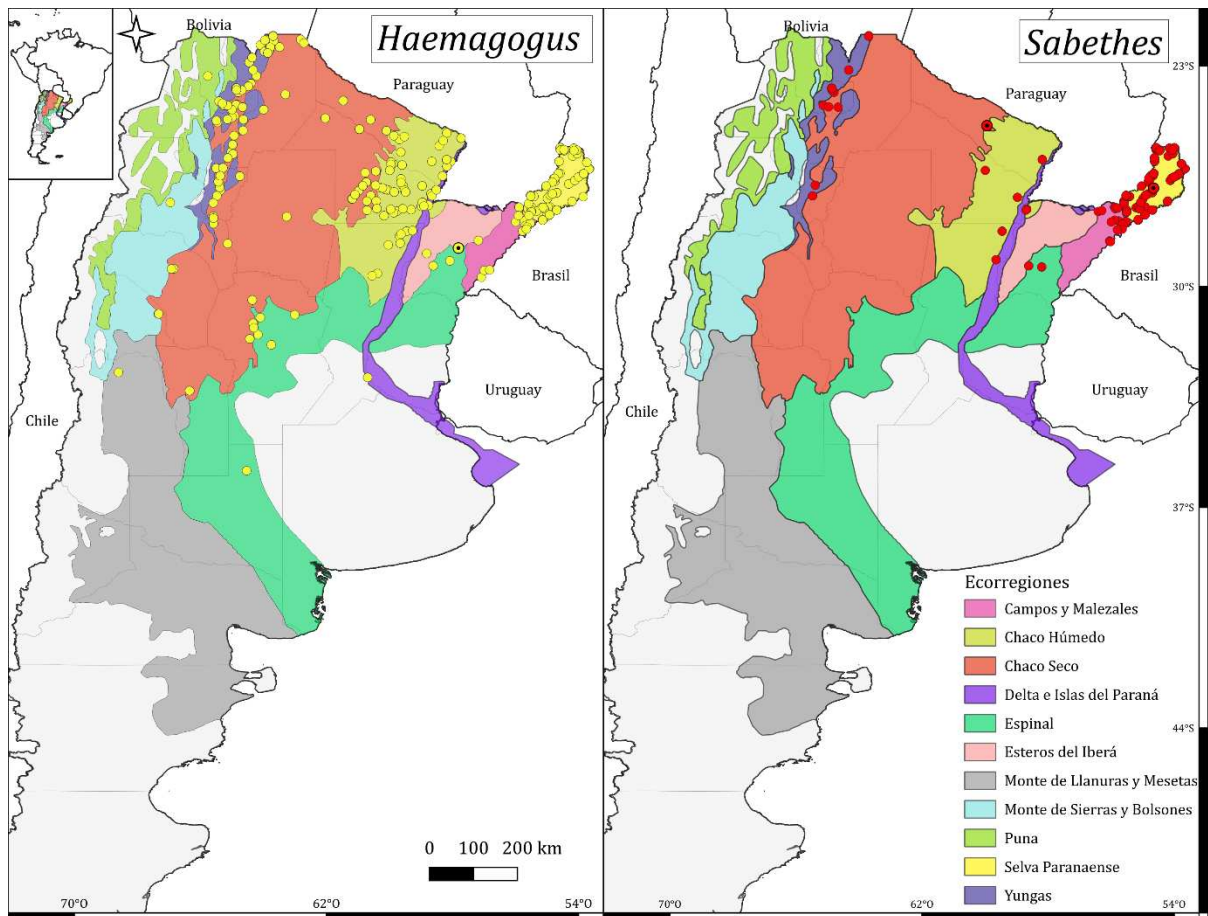 Bolivia
Haemagogus
Paraguay
Brasil
Uruguay
Chile
0 100 200 km
70°S
62°S
54°S
Bolivia
Sabethes
Paraguay
Brasil
Uruguay
Chile
23°S
30°S
37°S
44°S
Ecorregiones
Campos y Malezales
Chaco Húmedo
Chaco Seco
Delta e Islas del Paraná
Espinal
Esteros del Iberá
Monte de Llanuras y Mesetas
Monte de Sierras y Bolsones
Puna
Selva Paranaense
Yungas
70°S
62°S
54°S